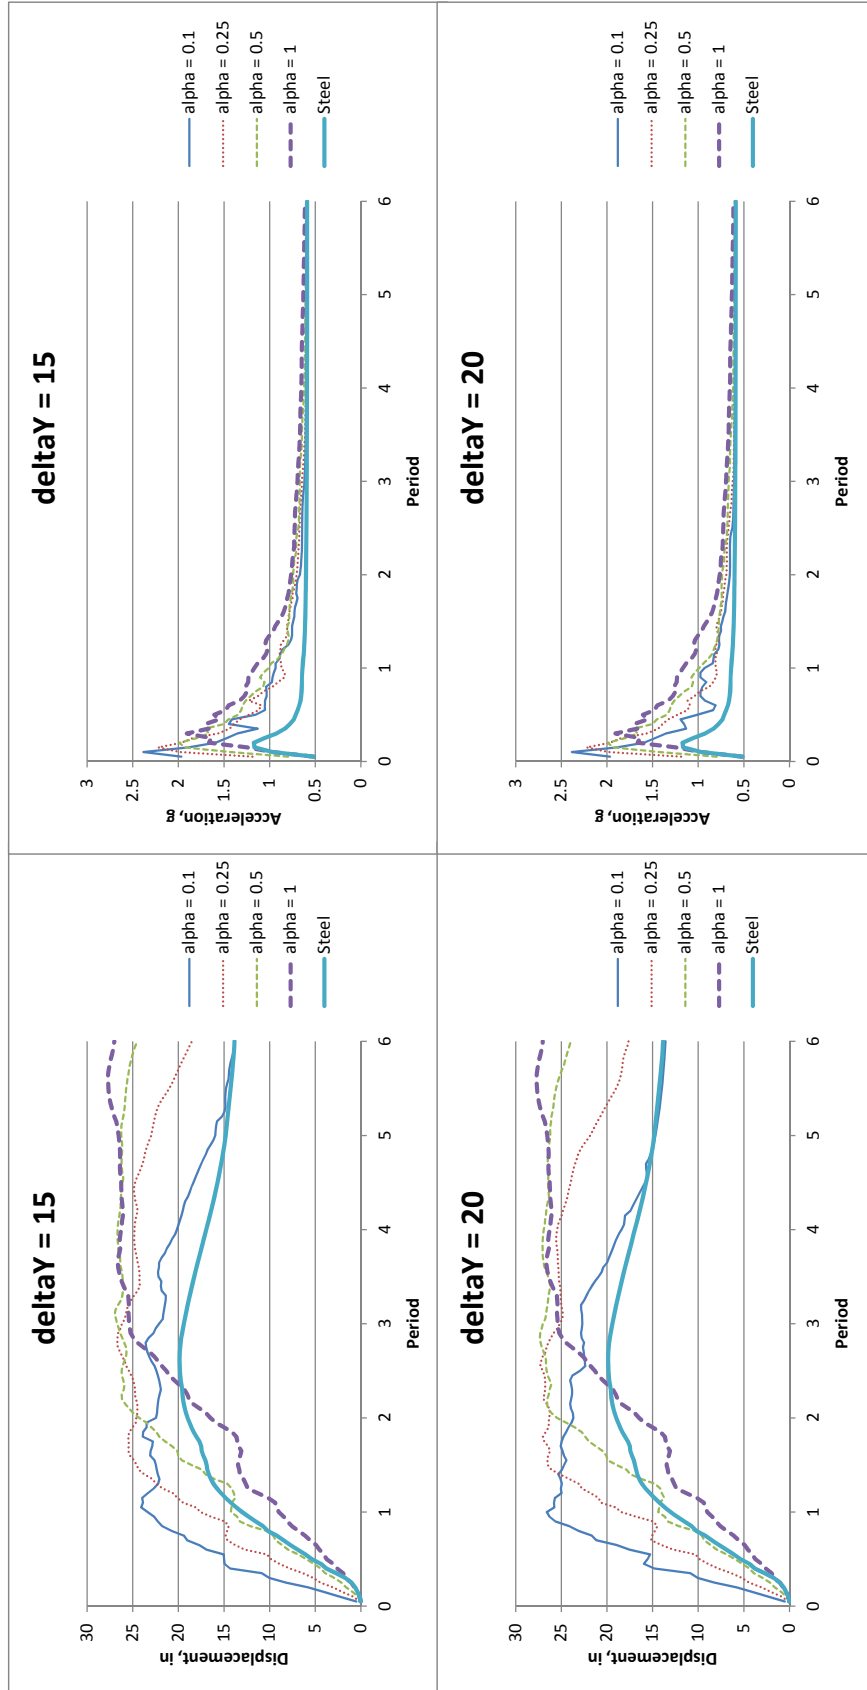 deltaY = 15
30
25
20
15
10
5
0
Displacement, in
0 1 2 3 4 5 6
Period
alpha = 0.1
alpha = 0.25
alpha = 0.5
alpha = 1
Steel
deltaY = 15
3
2.5
2
1.5
1
0.5
0
Acceleration, g
0 1 2 3 4 5 6
Period
alpha = 0.1
alpha = 0.25
alpha = 0.5
alpha = 1
Steel
deltaY = 20
30
25
20
15
10
5
0
Displacement, in
0 1 2 3 4 5 6
Period
alpha = 0.1
alpha = 0.25
alpha = 0.5
alpha = 1
Steel
deltaY = 20
3
2.5
2
1.5
1
0.5
0
Acceleration, g
0 1 2 3 4 5 6
Period
alpha = 0.1
alpha = 0.25
alpha = 0.5
alpha = 1
Steel